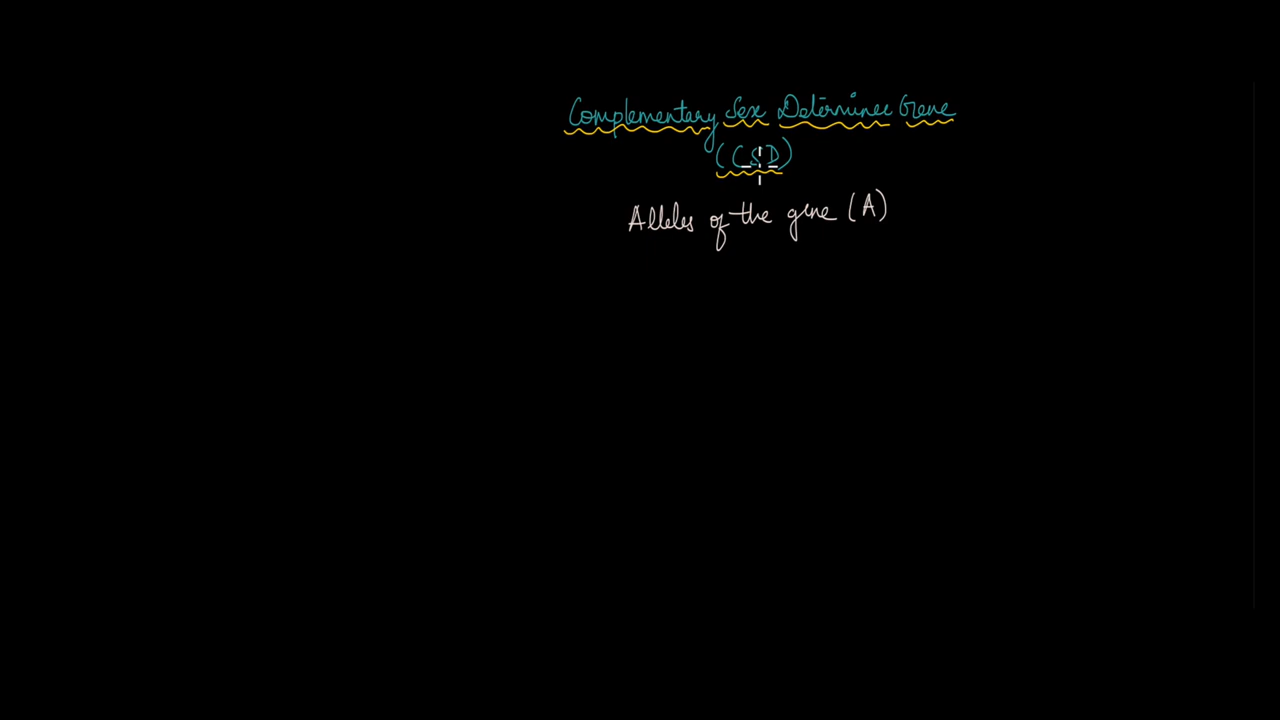 Complementary Sex Determiner Gene
(CSD)
Alleles of the gene (A)